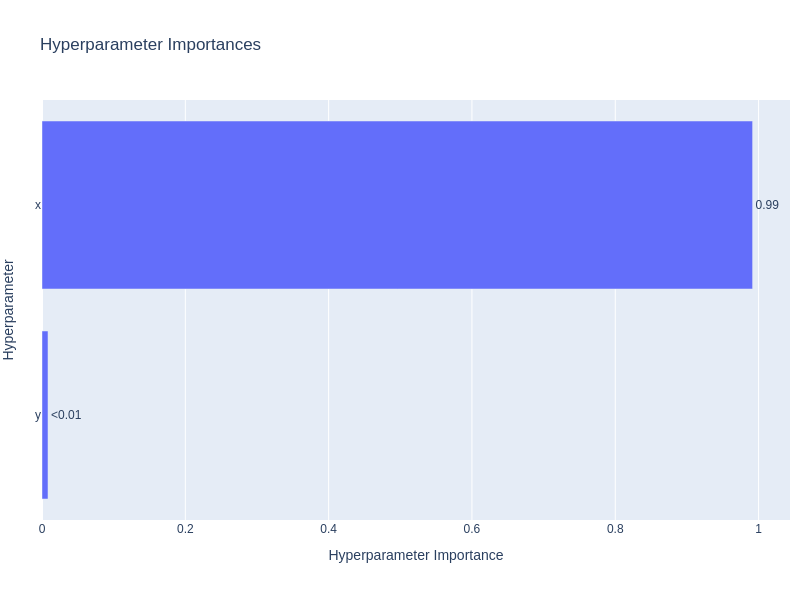 Hyperparameter Importances
Hyperparameter
x
0.99
y
<0.01
0
0.2
0.4
0.6
0.8
1
Hyperparameter Importance